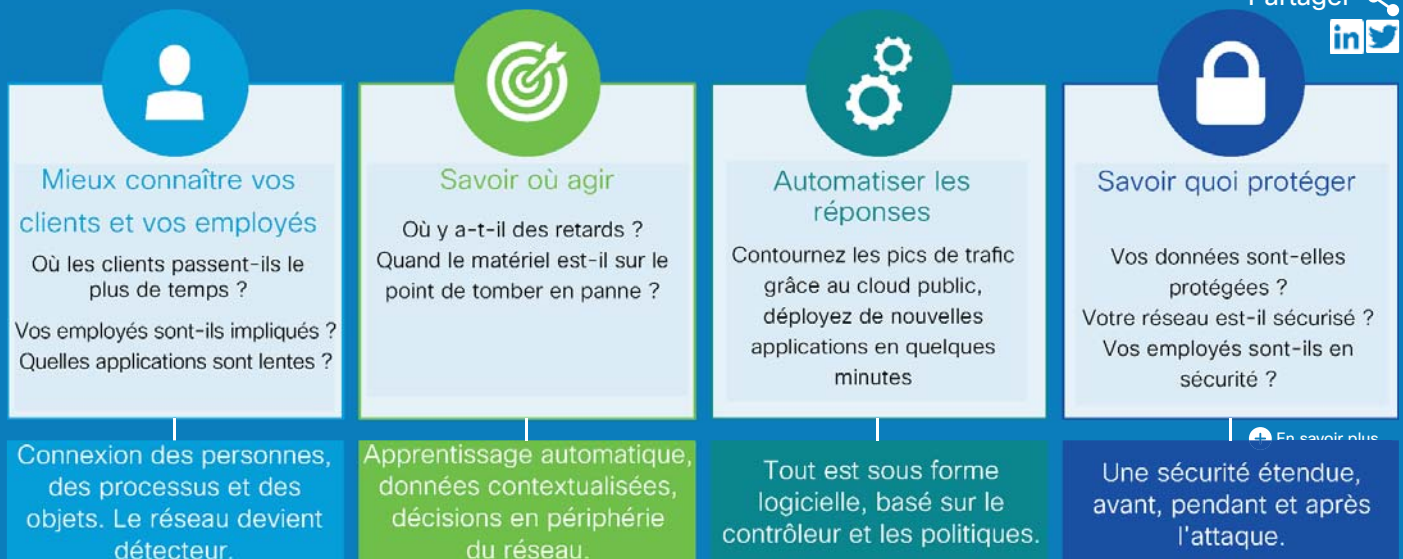 Partager
in
Mieux connaître vos
clients et vos employés
Où les clients passent-ils le
plus de temps ?
Vos employés sont-ils impliqués ?
Quelles applications sont lentes ?
Connexion des personnes,
des processus et des
objets. Le réseau devient
détecteur.
Savoir où agir
Où y a-t-il des retards ?
Quand le matériel est-il sur le
point de tomber en panne ?
Apprentissage automatique,
données contextualisées,
décisions en périphérie
du réseau.
Automatiser les
réponses
Contournez les pics de trafic
grâce au cloud public,
déployez de nouvelles
applications en quelques
minutes
Tout est sous forme
logicielle, basé sur le
contrôleur et les politiques.
Savoir quoi protéger
Vos données sont-elles
protégées ?
Votre réseau est-il sécurisé ?
Vos employés sont-ils en
sécurité ?
En savoir plus
Une sécurité étendue,
avant, pendant et après
l'attaque.